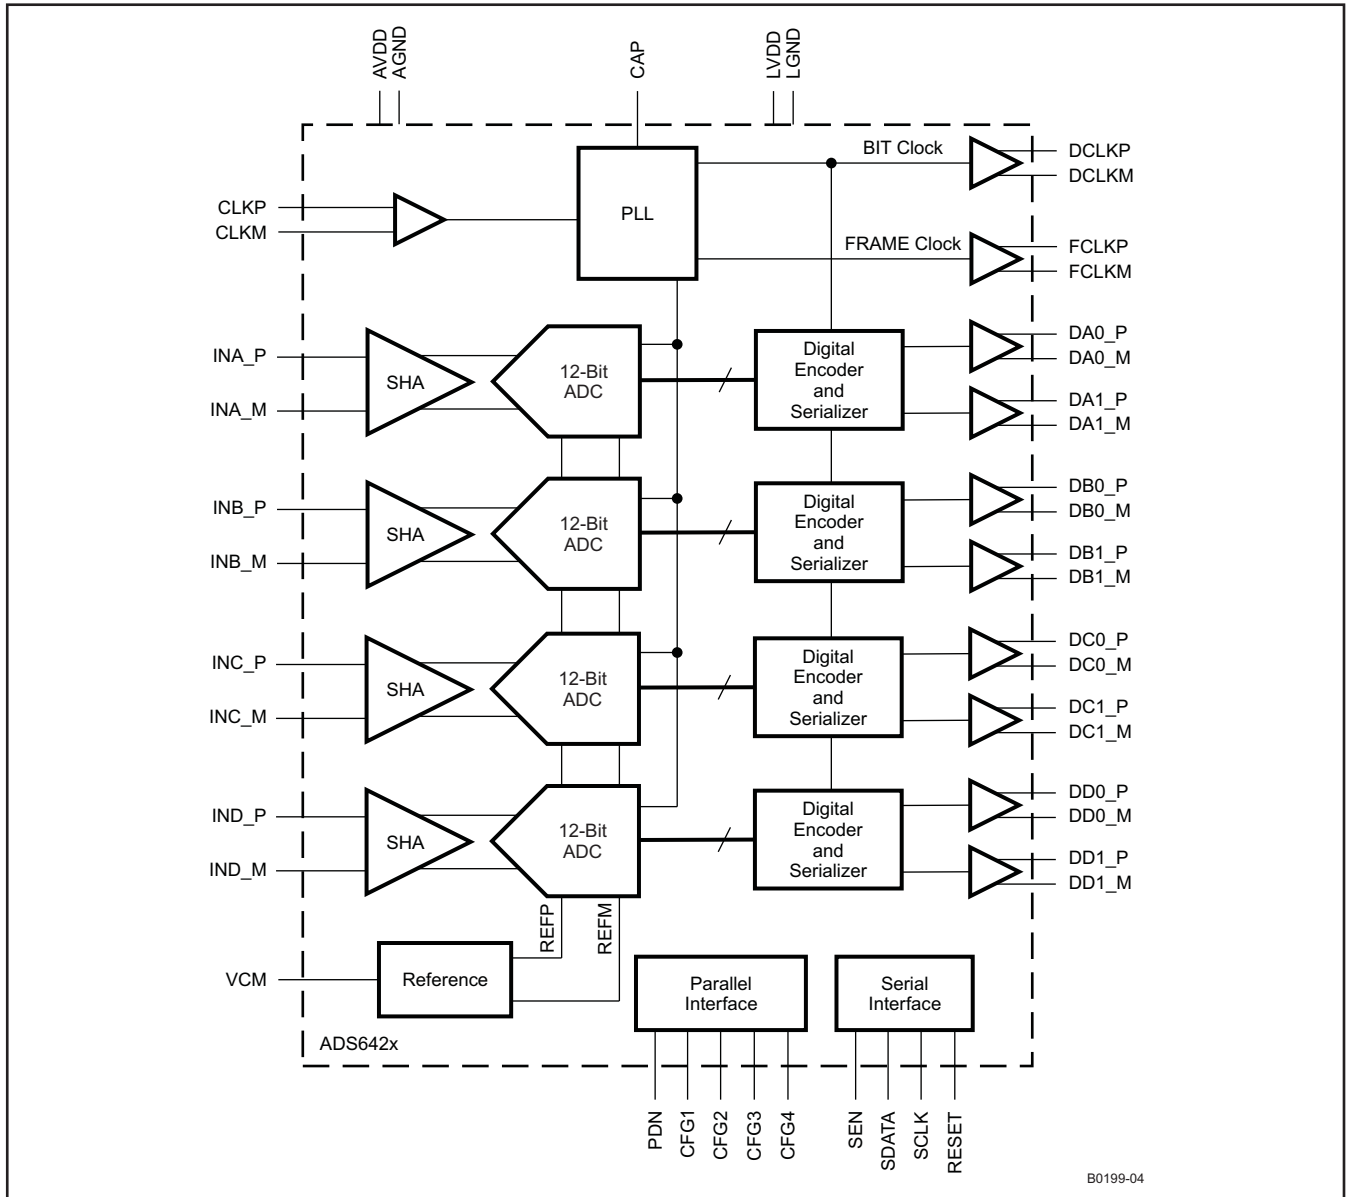 AVDD
AGND
CAP
LVDD
LGND
BIT Clock
DCLKP
DCLKM
CLKP
CLKM
PLL
FRAME Clock
FCLKP
FCLKM
INA_P
INA_M
SHA
12-Bit
ADC
Digital
Encoder
and
Serializer
DA0_P
DA0_M
DA1_P
DA1_M
INB_P
INB_M
SHA
12-Bit
ADC
Digital
Encoder
and
Serializer
DB0_P
DB0_M
DB1_P
DB1_M
INC_P
INC_M
SHA
12-Bit
ADC
Digital
Encoder
and
Serializer
DC0_P
DC0_M
DC1_P
DC1_M
IND_P
IND_M
SHA
12-Bit
ADC
Digital
Encoder
and
Serializer
DD0_P
DD0_M
DD1_P
DD1_M
REFP
REFM
VCM
Reference
Parallel
Interface
Serial
Interface
ADS642x
PDN
CFG1
CFG2
CFG3
CFG4
SEN
SDATA
SCLK
RESET
B0199-04